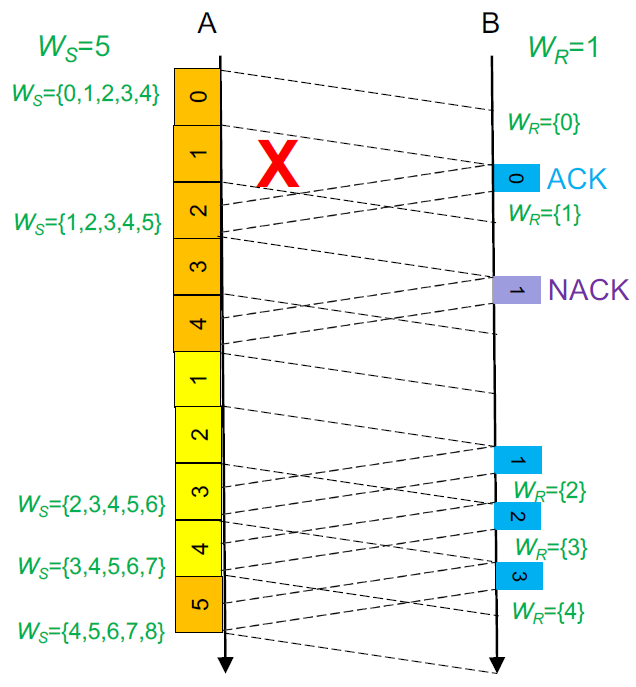 A
B
W_S=5
W_R=1
W_S={0,1,2,3,4}
0
W_R={0}
1
X
0
ACK
2
W_R={1}
W_S={1,2,3,4,5}
3
1
NACK
4
1
2
1
3
W_R={2}
W_S={2,3,4,5,6}
2
4
W_R={3}
W_S={3,4,5,6,7}
3
5
W_R={4}
W_S={4,5,6,7,8}